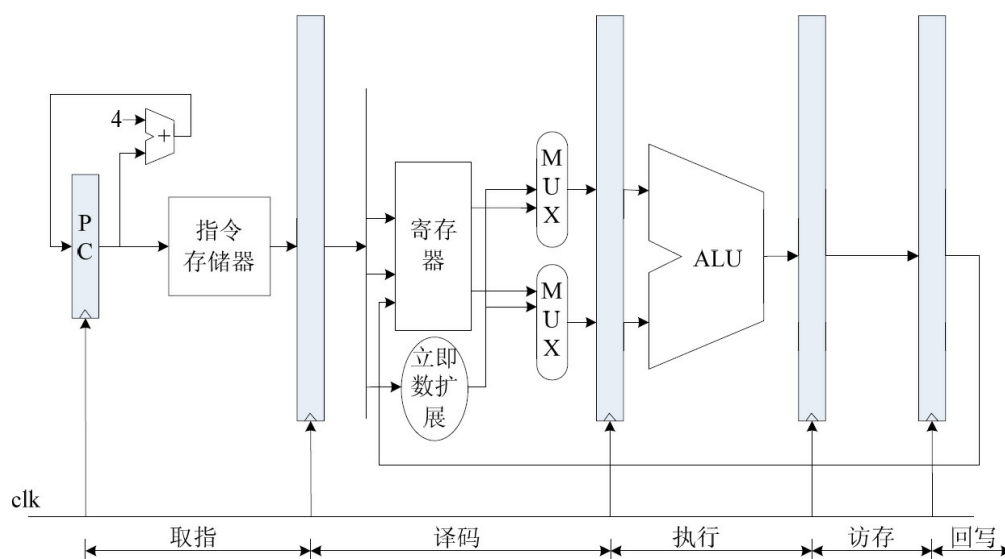 4
+
P
C
指令
存储器
寄存
器
立即
数扩
展
M
U
X
M
U
X
ALU
clk
取指
译码
执行
访存
回写